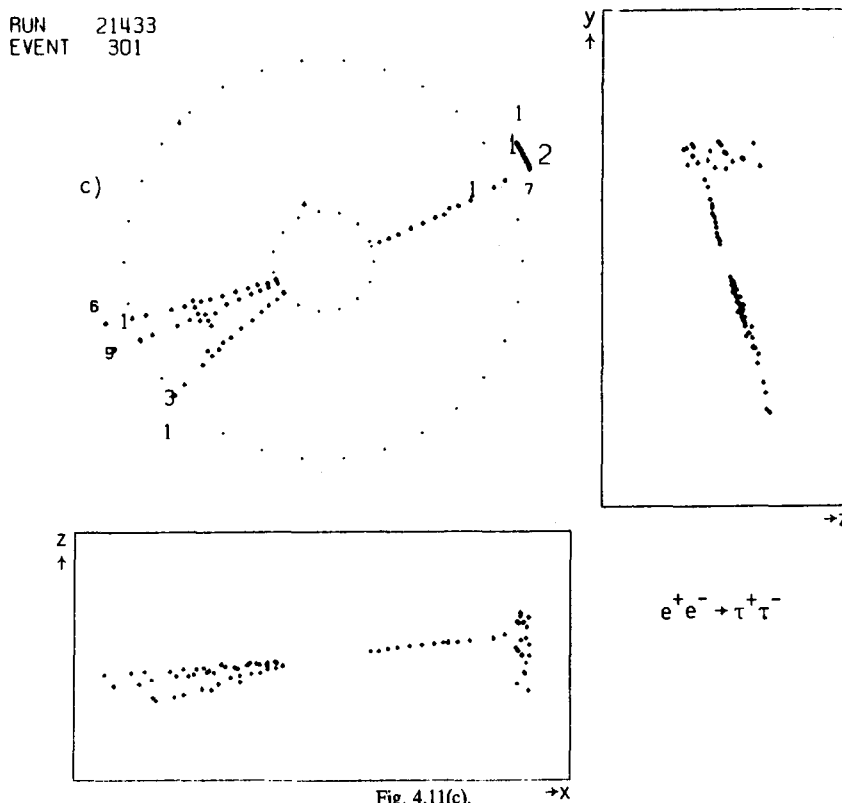 RUN 21433
EVENT 301
c)
1
1
2
1
7
6
1
9
3
1
y
↑
→z
z
↑
→x
e⁺e⁻→τ⁺τ⁻
Fig. 4.11(c).